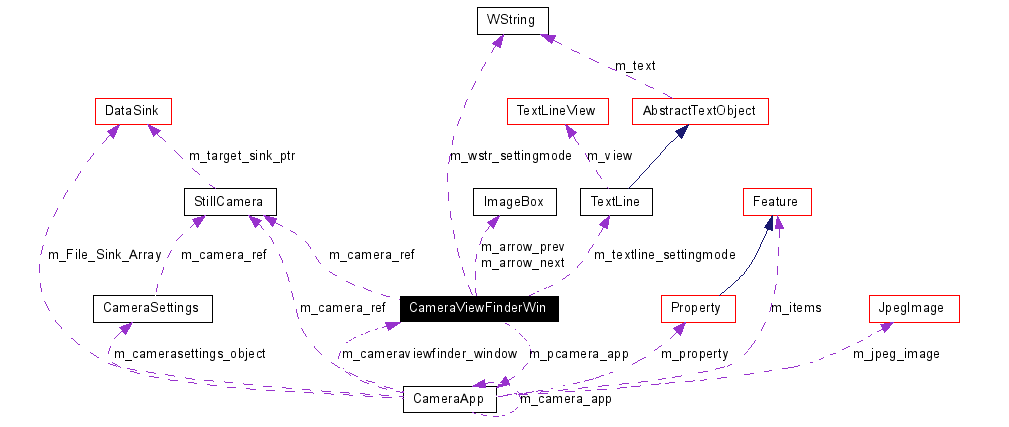 WString
m_text
DataSink
TextLineView
AbstractTextObject
m_target_sink_ptr
m_wstr_settingmode
m_view
StillCamera
ImageBox
TextLine
Feature
m_File_Sink_Array
m_camera_ref
m_camera_ref
m_arrow_prev
m_arrow_next
m_textline_settingmode
CameraSettings
m_camera_ref
CameraViewFinderWin
Property
m_items
JpegImage
m_camerasettings_object
m_cameraviewfinder_window
m_pcamera_app
m_property
m_jpeg_image
CameraApp
m_camera_app